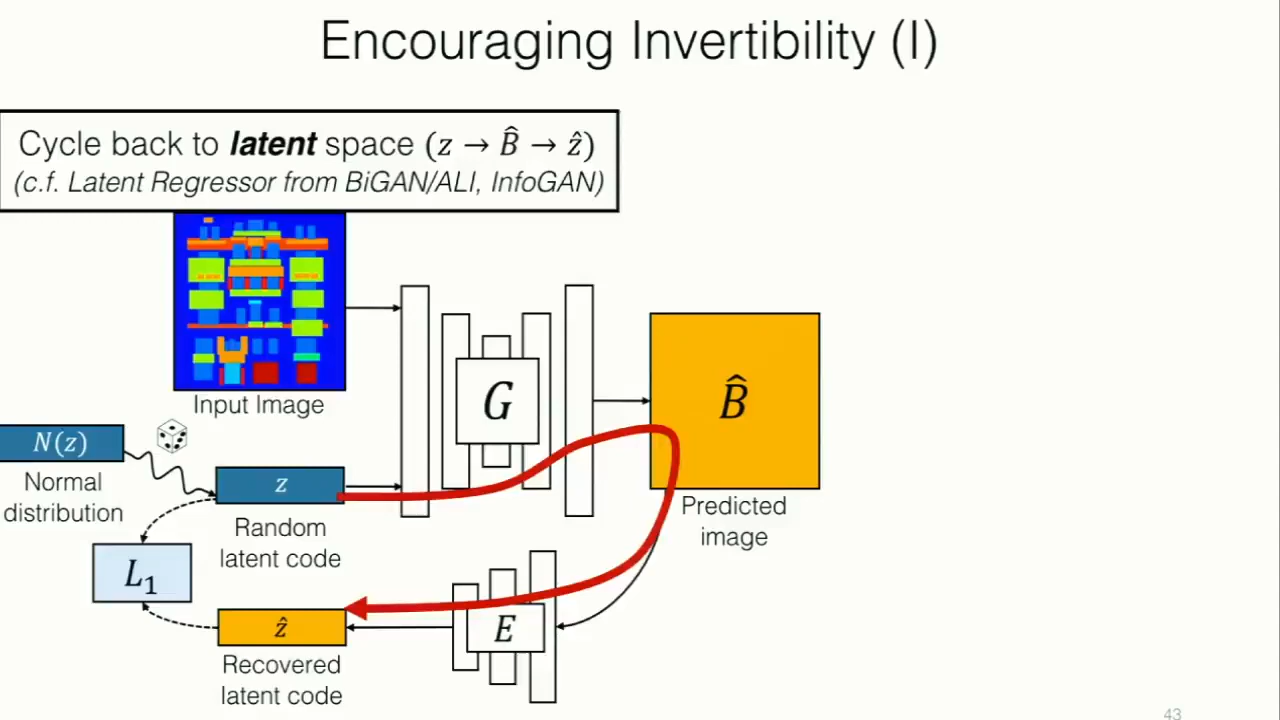 Encouraging Invertibility (I)
Cycle back to latent space (z → B̂ → ẑ)
(c.f. Latent Regressor from BiGAN/ALI, InfoGAN)
Input Image
G
B̂
N(z)
Normal
distribution
z
Random
latent code
Predicted
image
L₁
ẑ
E
Recovered
latent code
43